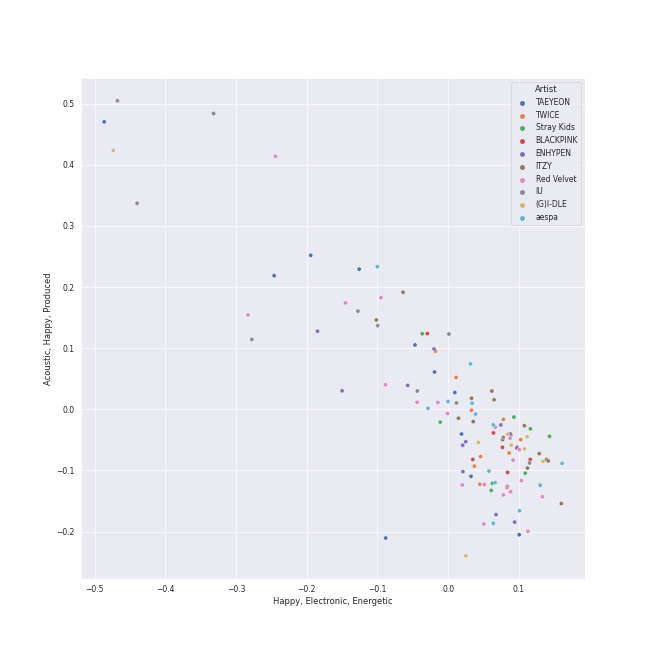 Artist
TAEYEON
TWICE
Stray Kids
BLACKPINK
ENHYPEN
ITZY
Red Velvet
IU
(G)I-DLE
aespa
0.5
0.4
0.3
0.2
0.1
0.0
−0.1
−0.2
Acoustic, Happy, Produced
−0.5 −0.4 −0.3 −0.2 −0.1 0.0 0.1
Happy, Electronic, Energetic